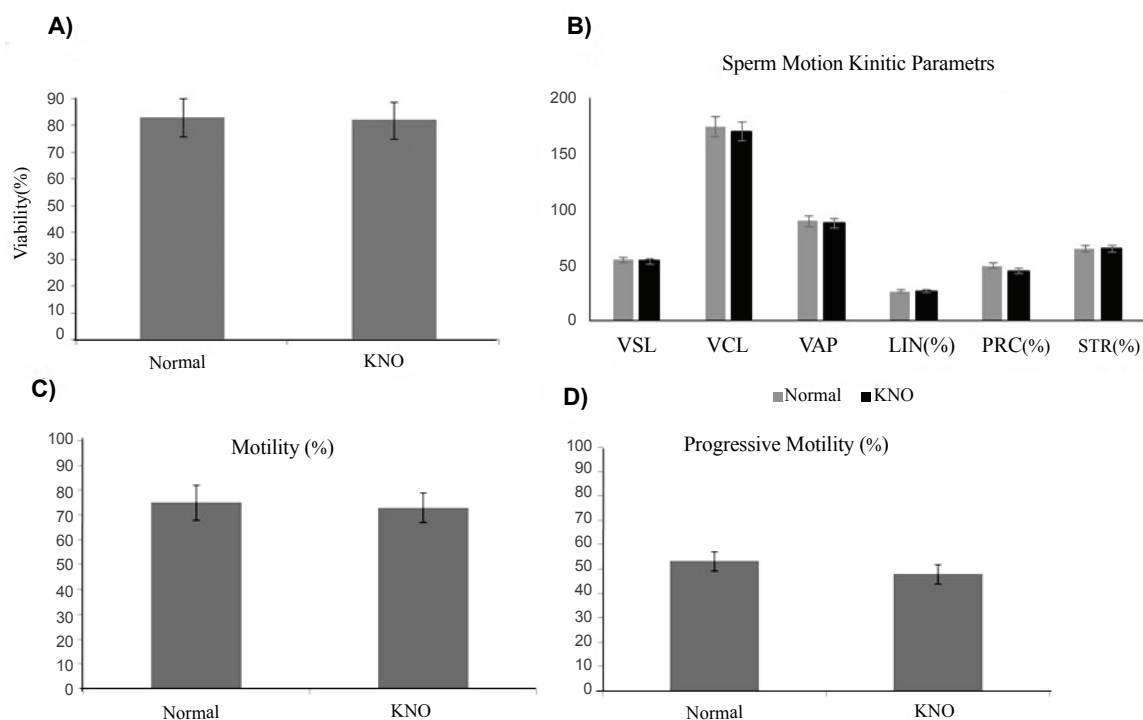 A)
Viability(%)
90
80
70
60
50
40
30
20
10
0
Normal KNO
B)
Sperm Motion Kinitic Parametrs
200
150
100
50
0
VSL VCL VAP LIN(%) PRC(%) STR(%)
Normal KNO
C)
Motility (%)
100
90
80
70
60
50
40
30
20
10
0
Normal KNO
D)
Progressive Motility (%)
100
90
80
70
60
50
40
30
20
10
0
Normal KNO